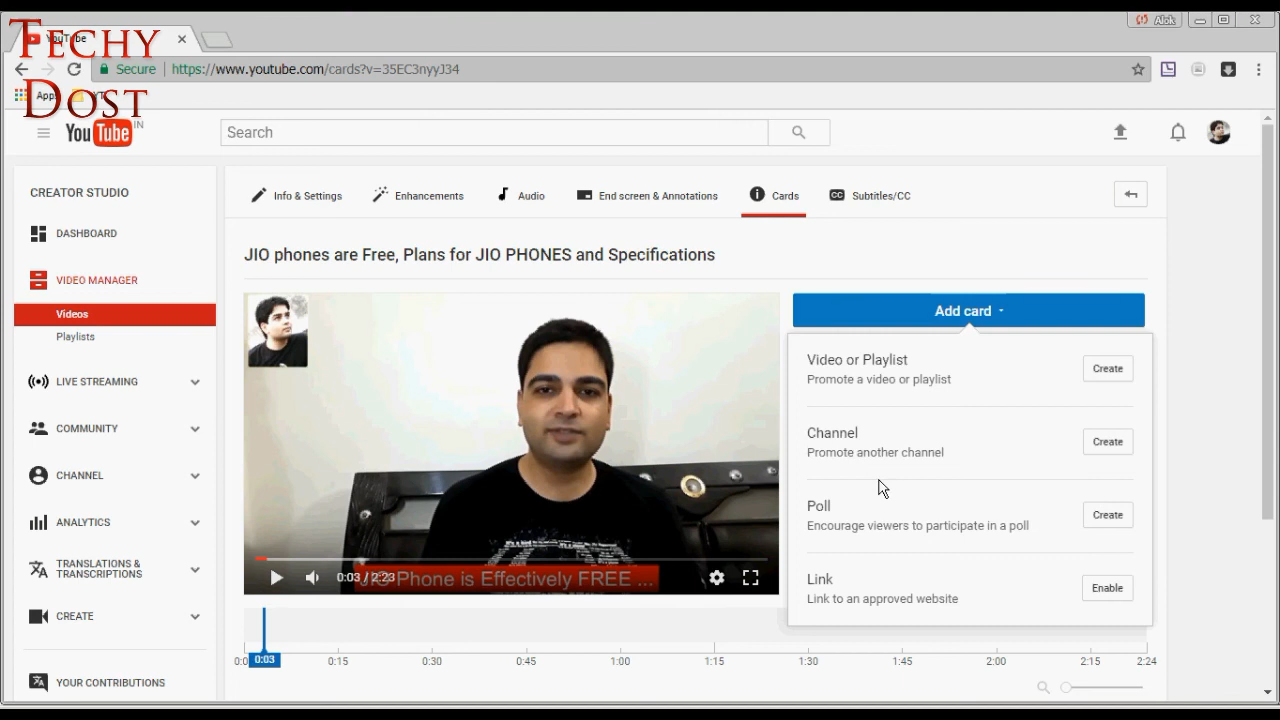 TECHY
DOST
YouTube
Alok
Secure
https://www.youtube.com/cards?v=35EC3nyyJ34
Apps
YT
YouTube IN
Search
CREATOR STUDIO
DASHBOARD
VIDEO MANAGER
Videos
Playlists
LIVE STREAMING
COMMUNITY
CHANNEL
ANALYTICS
TRANSLATIONS &
TRANSCRIPTIONS
CREATE
YOUR CONTRIBUTIONS
Info & Settings
Enhancements
Audio
End screen & Annotations
Cards
CC Subtitles/CC
JIO phones are Free, Plans for JIO PHONES and Specifications
0:03 / 2:23
JIO Phone is Effectively FREE ...
Add card
Video or Playlist
Promote a video or playlist
Create
Channel
Promote another channel
Create
Poll
Encourage viewers to participate in a poll
Create
Link
Link to an approved website
Enable
0:03
0:15
0:30
0:45
1:00
1:15
1:30
1:45
2:00
2:15
2:24